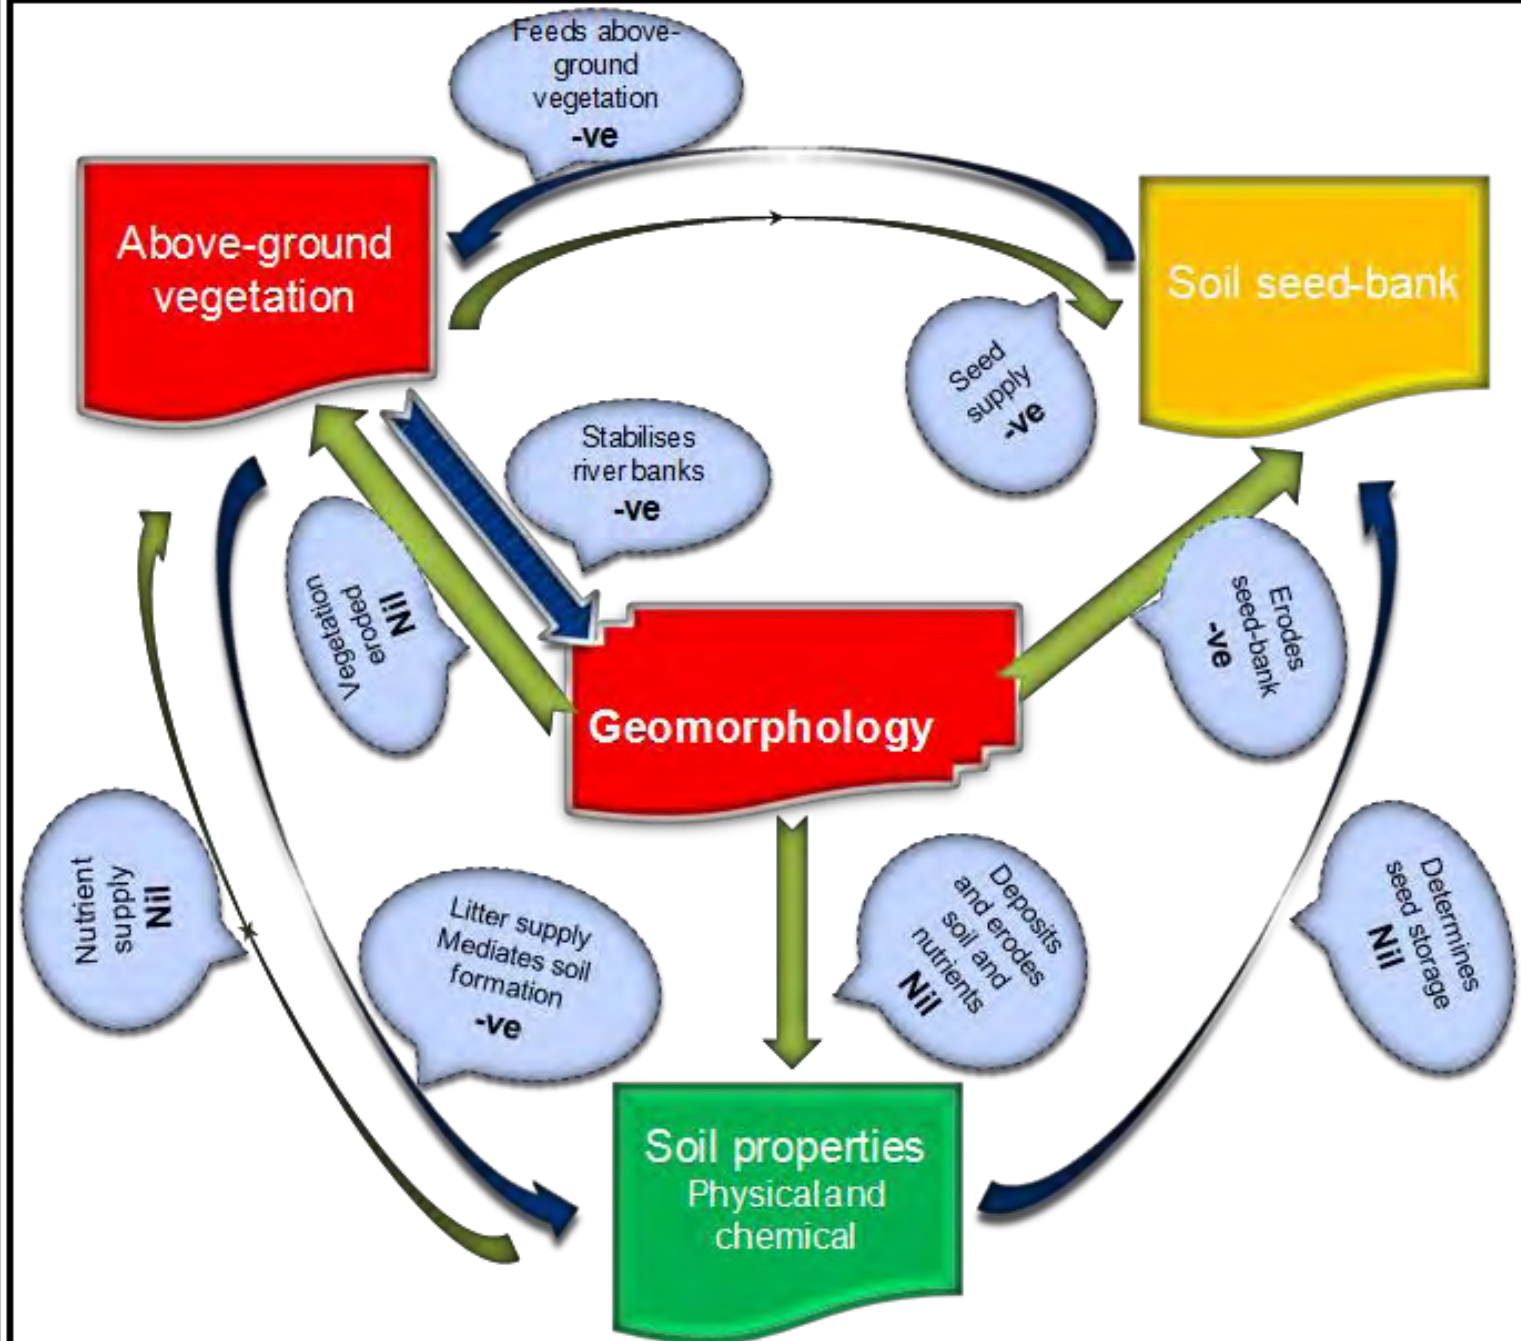 Feeds above-
ground
vegetation
-ve
Above-ground
vegetation
Soil seed-bank
Seed
supply
-ve
Stabilises
river banks
-ve
Vegetation
eroded
Nil
Erodes
seed-bank
-ve
Geomorphology
Nutrient
supply
Nil
Litter supply
Mediates soil
formation
-ve
Deposits
and erodes
soil and
nutrients
Nil
Determines
seed storage
Nil
Soil properties
Physical and
chemical